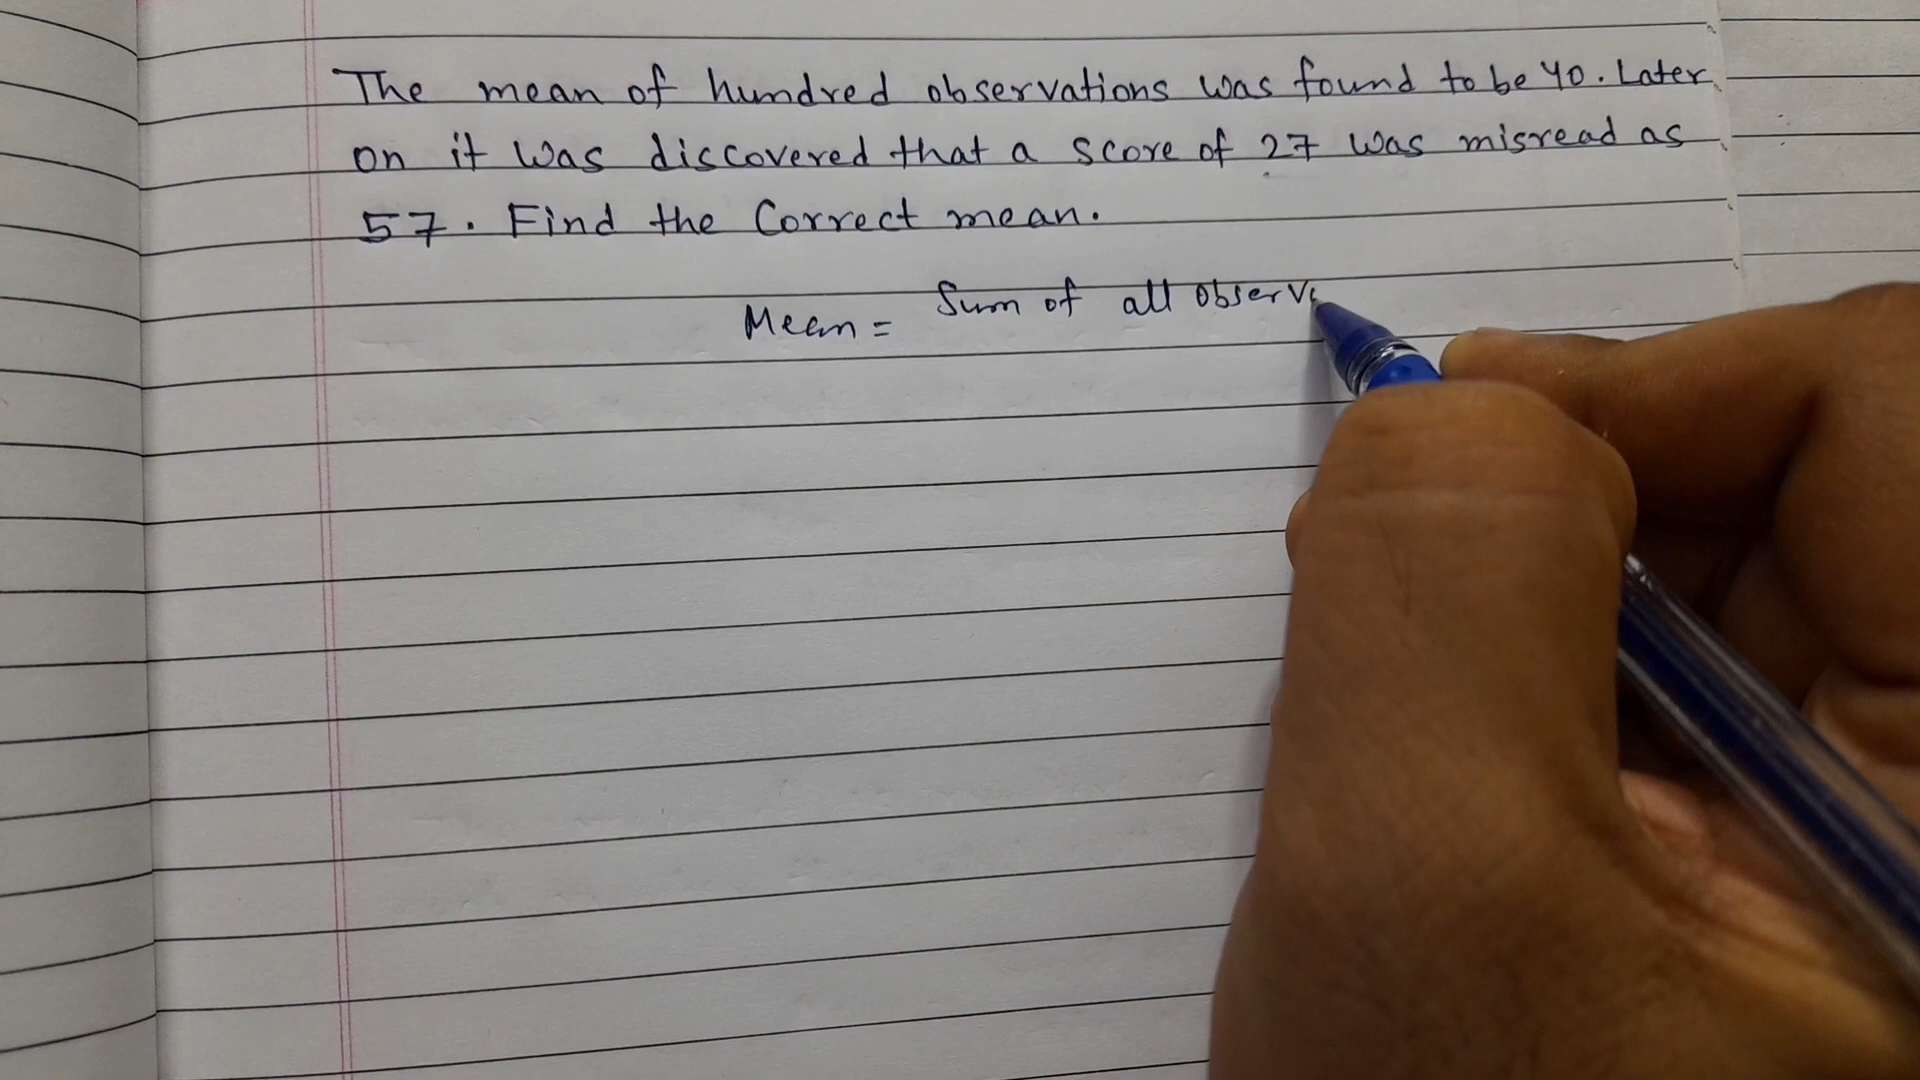 The mean of hundred observations was found to be 40. Later
on it was discovered that a score of 27 was misread as
57. Find the Correct mean.
Mean = Sum of all observ